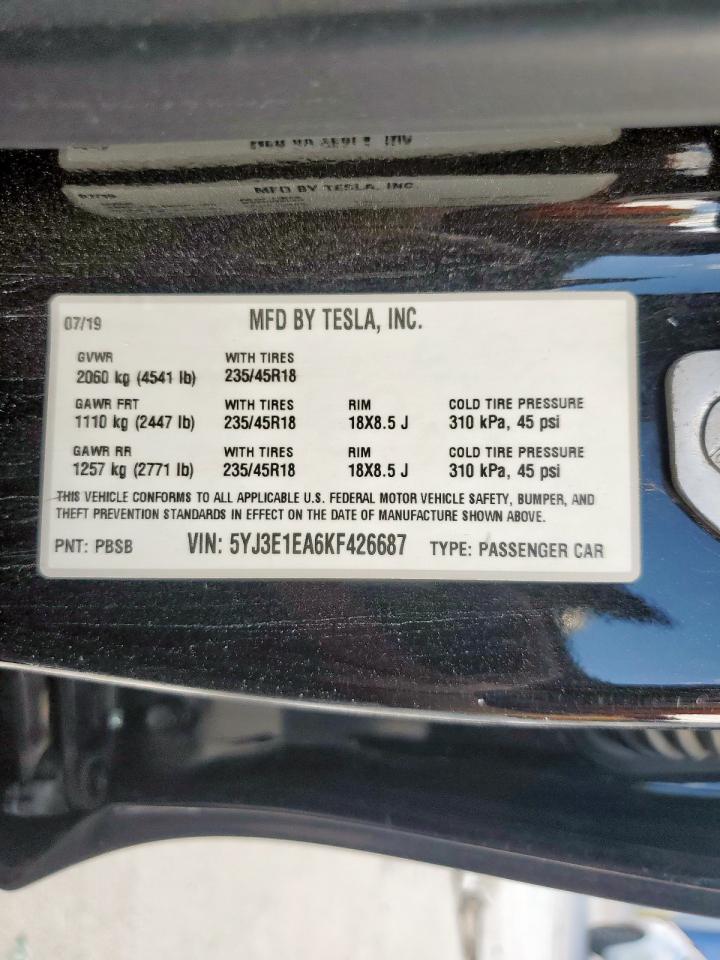 07/19 MFD BY TESLA, INC.
GVWR WITH TIRES
2060 kg (4541 lb) 235/45R18
GAWR FRT WITH TIRES RIM COLD TIRE PRESSURE
1110 kg (2447 lb) 235/45R18 18X8.5 J 310 kPa, 45 psi
GAWR RR WITH TIRES RIM COLD TIRE PRESSURE
1257 kg (2771 lb) 235/45R18 18X8.5 J 310 kPa, 45 psi
THIS VEHICLE CONFORMS TO ALL APPLICABLE U.S. FEDERAL MOTOR VEHICLE SAFETY, BUMPER, AND
THEFT PREVENTION STANDARDS IN EFFECT ON THE DATE OF MANUFACTURE SHOWN ABOVE.
PNT: PBSB VIN: 5YJ3E1EA6KF426687 TYPE: PASSENGER CAR